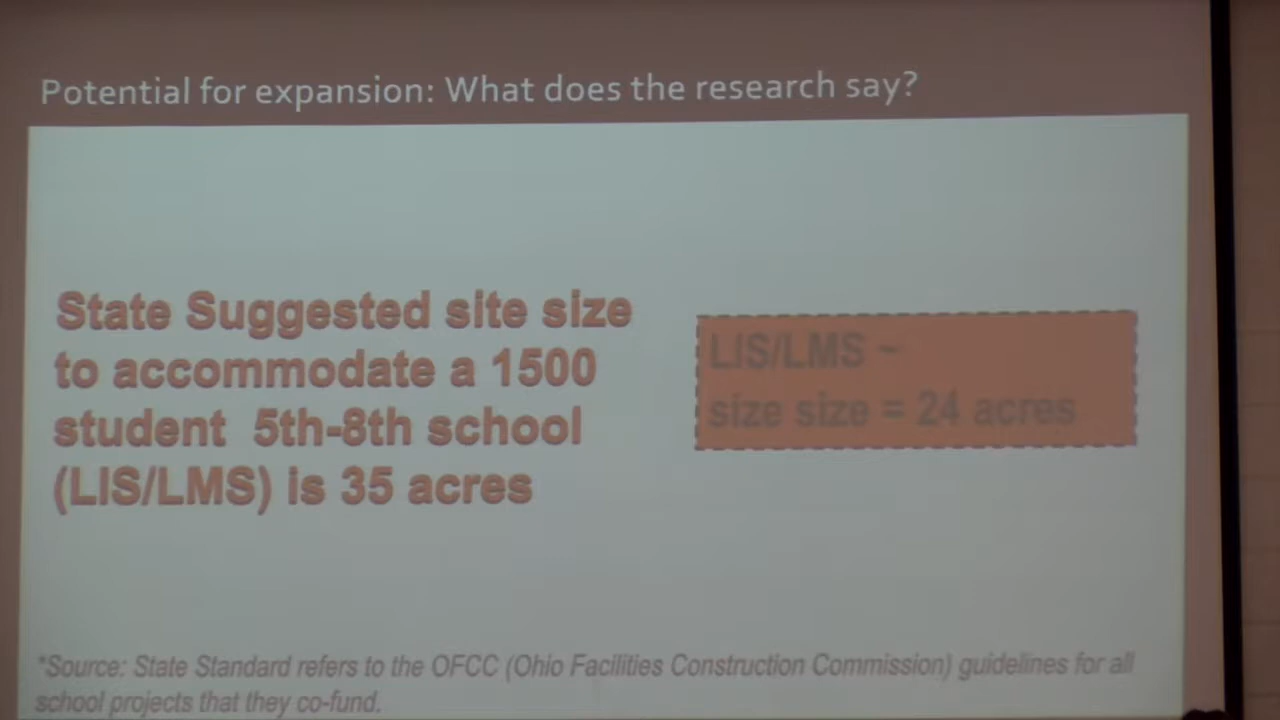 Potential for expansion: What does the research say?
State Suggested site size
to accommodate a 1500
student 5th-8th school
(LIS/LMS) is 35 acres
LIS/LMS –
size size = 24 acres
*Source: State Standard refers to the OFCC (Ohio Facilities Construction Commission) guidelines for all
school projects that they co-fund.